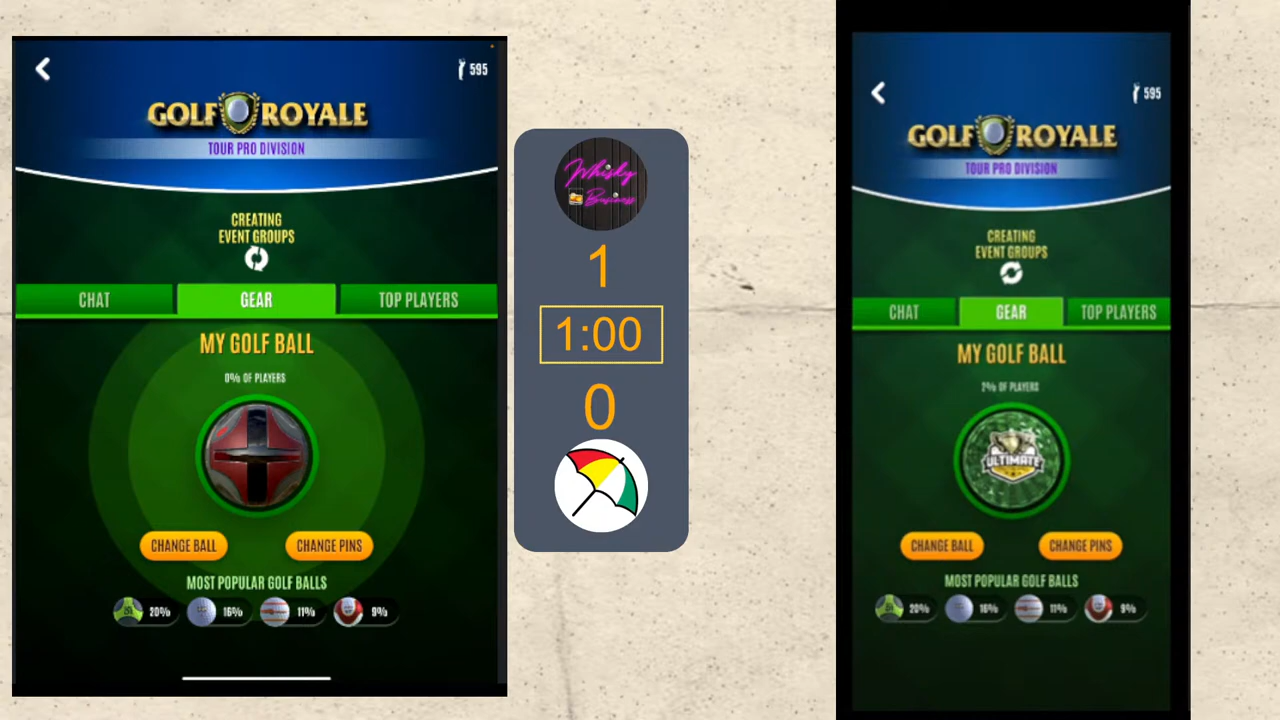 595
GOLF ROYALE
TOUR PRO DIVISION
CREATING
EVENT GROUPS
CHAT
GEAR
TOP PLAYERS
MY GOLF BALL
0% OF PLAYERS
CHANGE BALL
CHANGE PINS
MOST POPULAR GOLF BALLS
20%
16%
11%
9%
Whisky
Business
1
1:00
0
595
GOLF ROYALE
TOUR PRO DIVISION
CREATING
EVENT GROUPS
CHAT
GEAR
TOP PLAYERS
MY GOLF BALL
2% OF PLAYERS
ULTIMATE
CHANGE BALL
CHANGE PINS
MOST POPULAR GOLF BALLS
20%
16%
11%
9%